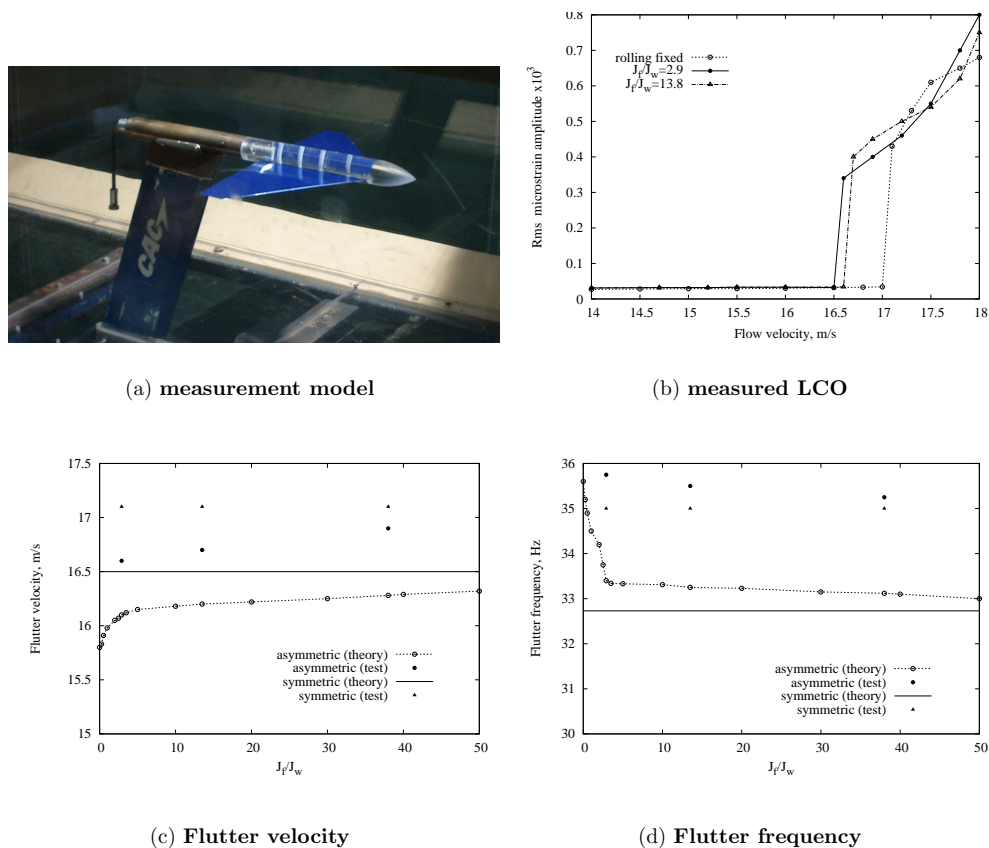 CAC
0.8
0.7
0.6
0.5
0.4
0.3
0.2
0.1
0
Rms microstrain amplitude x10³
rolling fixed
J_f/J_w=2.9
J_f/J_w=13.8
14 14.5 15 15.5 16 16.5 17 17.5 18
Flow velocity, m/s
(a) measurement model
(b) measured LCO
17.5
17
16.5
16
15.5
15
Flutter velocity, m/s
asymmetric (theory)
asymmetric (test)
symmetric (theory)
symmetric (test)
0 10 20 30 40 50
J_f/J_w
36
35
34
33
32
31
30
Flutter frequency, Hz
asymmetric (theory)
asymmetric (test)
symmetric (theory)
symmetric (test)
0 10 20 30 40 50
J_f/J_w
(c) Flutter velocity
(d) Flutter frequency